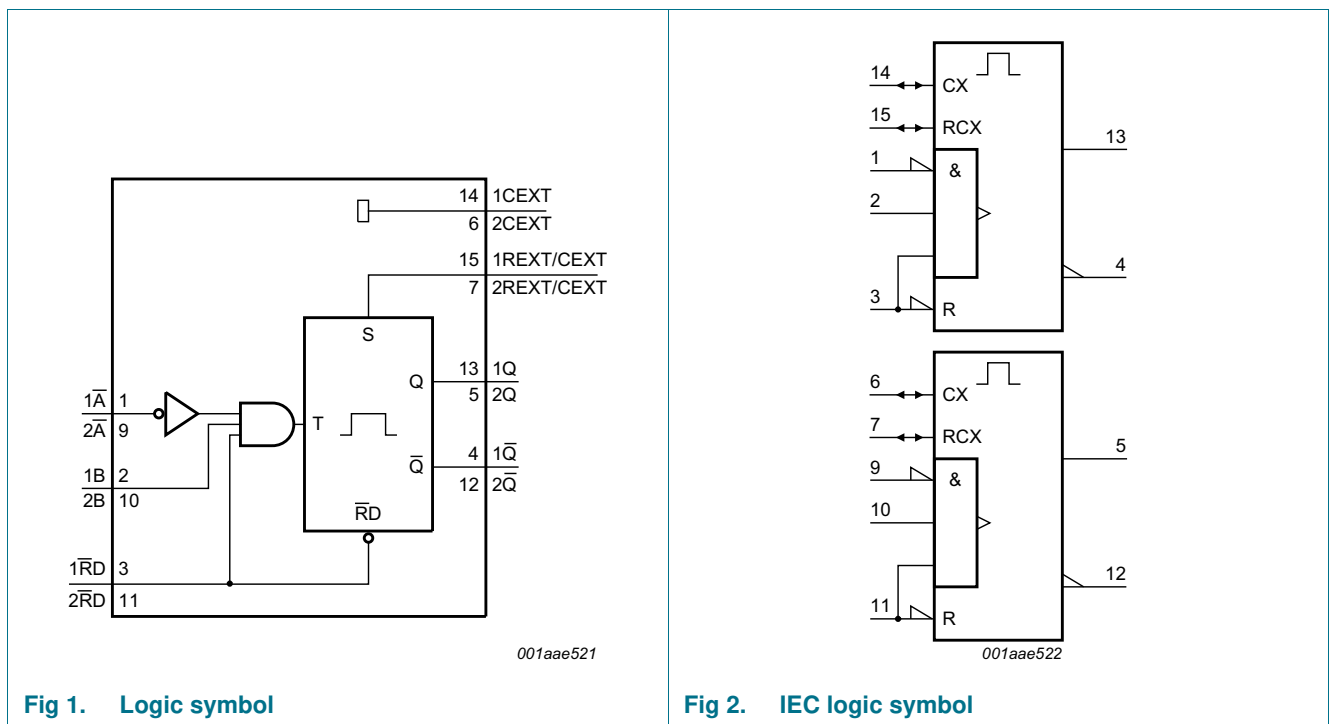 14 1CEXT
6 2CEXT
15 1REXT/CEXT
7 2REXT/CEXT
S
13 1Q
Q
5 2Q
1A̅ 1
2A̅ 9
T
4 1Q̅
Q̅
12 2Q̅
1B 2
2B 10
R̅D̅
1R̅D̅ 3
2R̅D̅ 11
001aae521
Fig 1. Logic symbol
14
CX
15
RCX
13
1
&
2
4
3
R
6
CX
7
RCX
5
9
&
10
12
11
R
001aae522
Fig 2. IEC logic symbol